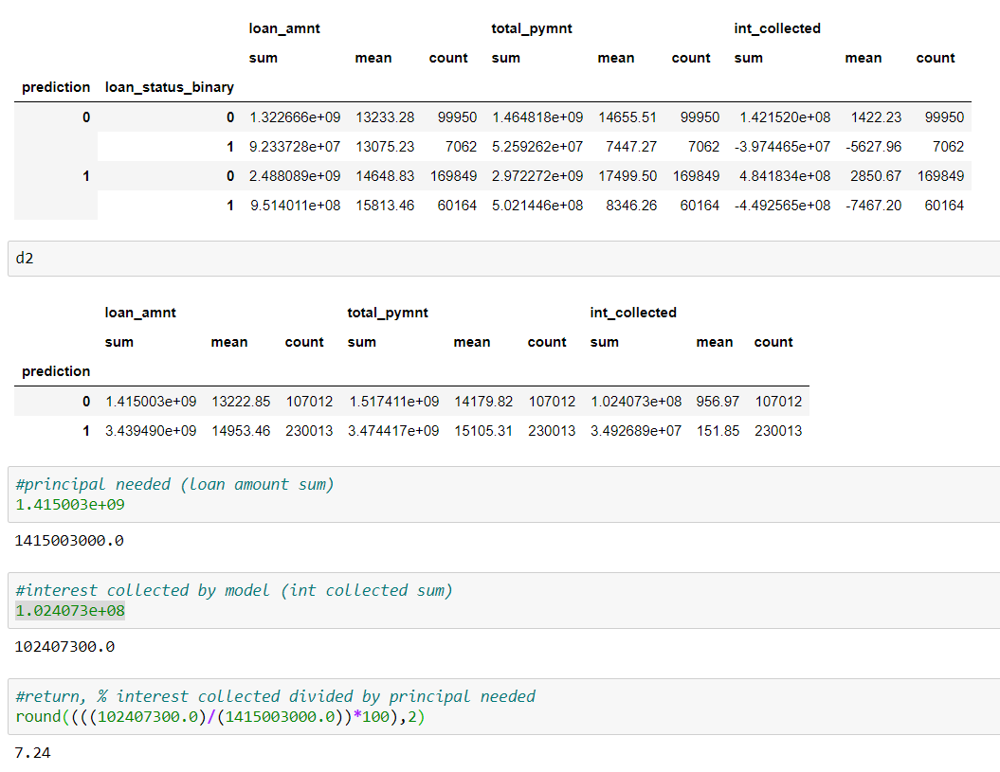 loan_amnt total_pymnt int_collected
sum mean count sum mean count sum mean count
prediction loan_status_binary
0 0 1.322666e+09 13233.28 99950 1.464818e+09 14655.51 99950 1.421520e+08 1422.23 99950
1 9.233728e+07 13075.23 7062 5.259262e+07 7447.27 7062 -3.974465e+07 -5627.96 7062
1 0 2.488089e+09 14648.83 169849 2.972272e+09 17499.50 169849 4.841834e+08 2850.67 169849
1 9.514011e+08 15813.46 60164 5.021446e+08 8346.26 60164 -4.492565e+08 -7467.20 60164
d2
loan_amnt total_pymnt int_collected
sum mean count sum mean count sum mean count
prediction
0 1.415003e+09 13222.85 107012 1.517411e+09 14179.82 107012 1.024073e+08 956.97 107012
1 3.439490e+09 14953.46 230013 3.474417e+09 15105.31 230013 3.492689e+07 151.85 230013
#principal needed (loan amount sum)
1.415003e+09
1415003000.0
#interest collected by model (int collected sum)
1.024073e+08
102407300.0
#return, % interest collected divided by principal needed
round((((102407300.0)/(1415003000.0))*100),2)
7.24